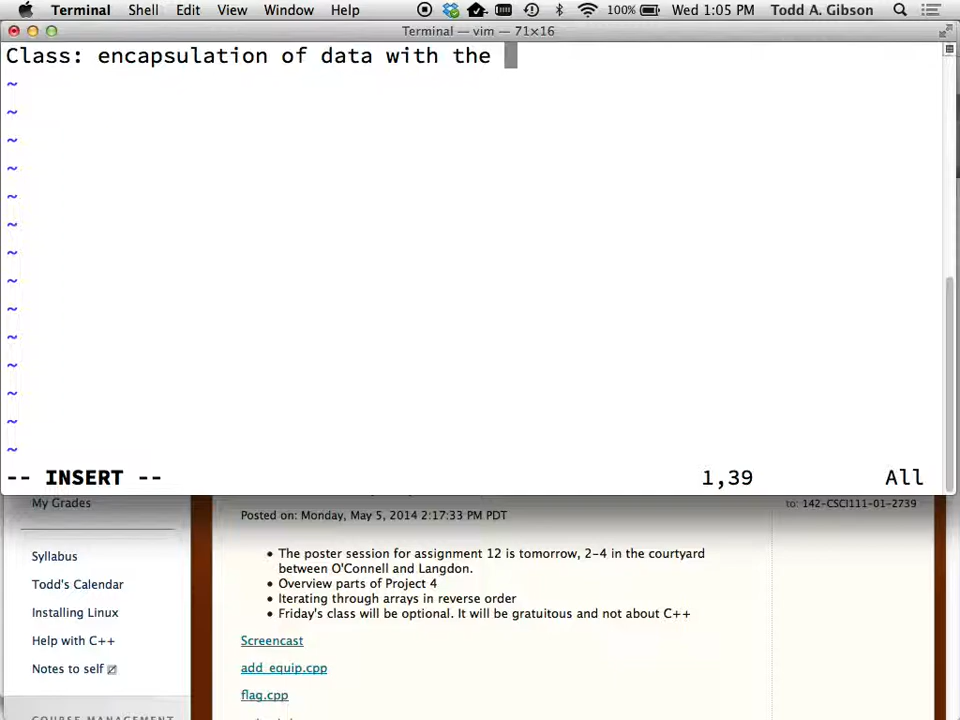 Terminal Shell Edit View Window Help 100% Wed 1:05 PM Todd A. Gibson
Terminal — vim — 71×16
Class: encapsulation of data with the
~
~
~
~
~
~
~
~
~
~
~
~
~
~
-- INSERT -- 1,39 All
My Grades
Syllabus
Todd's Calendar
Installing Linux
Help with C++
Notes to self
COURSE MANAGEMENT
Posted on: Monday, May 5, 2014 2:17:33 PM PDT
to: 142-CSCI111-01-2739
• The poster session for assignment 12 is tomorrow, 2-4 in the courtyard
between O'Connell and Langdon.
• Overview parts of Project 4
• Iterating through arrays in reverse order
• Friday's class will be optional. It will be gratuitous and not about C++
Screencast
add_equip.cpp
flag.cpp